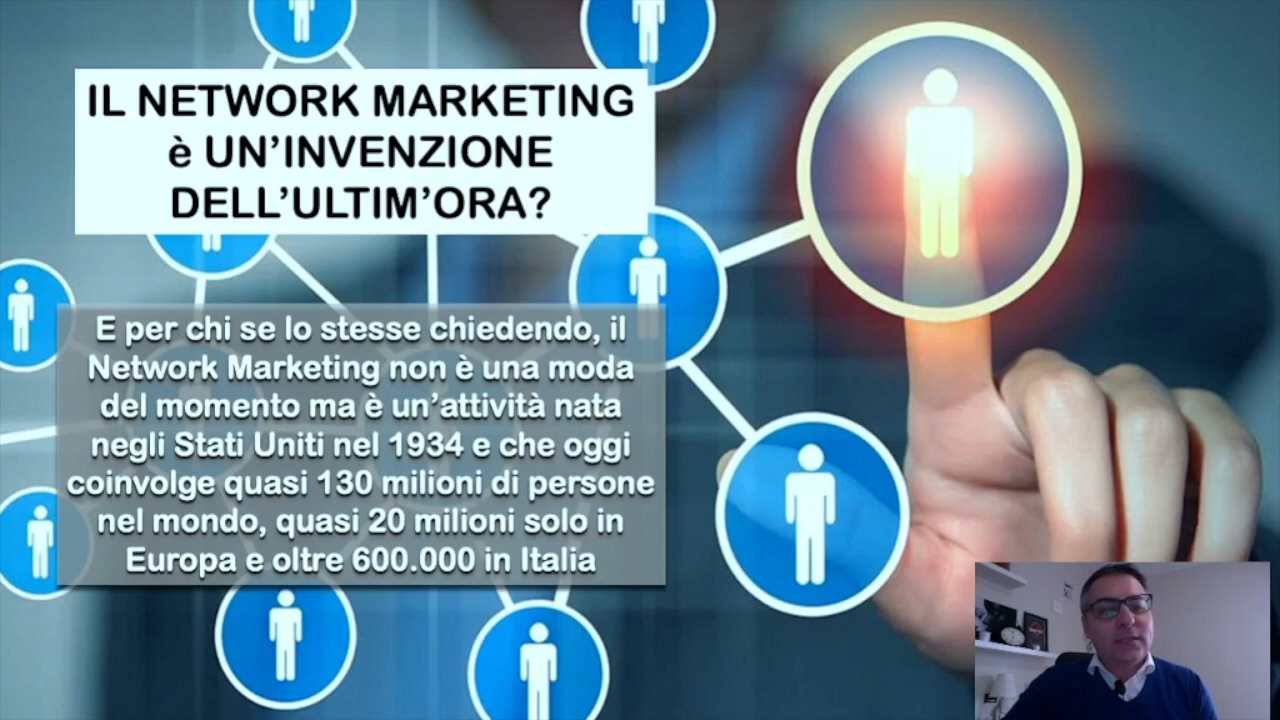 IL NETWORK MARKETING
è UN’INVENZIONE
DELL’ULTIM’ORA?
E per chi se lo stesse chiedendo, il
Network Marketing non è una moda
del momento ma è un’attività nata
negli Stati Uniti nel 1934 e che oggi
coinvolge quasi 130 milioni di persone
nel mondo, quasi 20 milioni solo in
Europa e oltre 600.000 in Italia